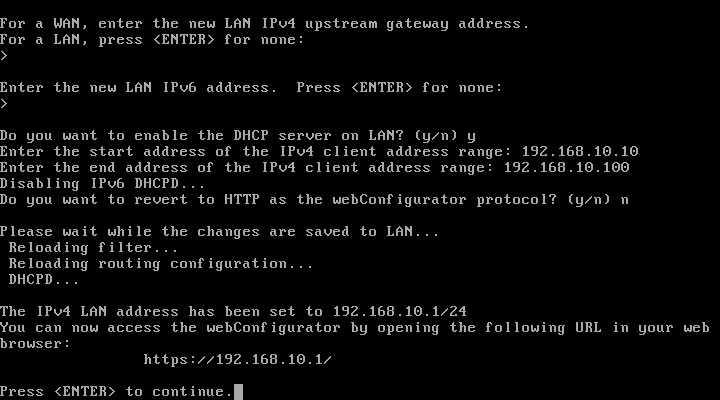 For a WAN, enter the new LAN IPv4 upstream gateway address.
For a LAN, press <ENTER> for none:
>
Enter the new LAN IPv6 address.  Press <ENTER> for none:
>
Do you want to enable the DHCP server on LAN? (y/n) y
Enter the start address of the IPv4 client address range: 192.168.10.10
Enter the end address of the IPv4 client address range: 192.168.10.100
Disabling IPv6 DHCPD...
Do you want to revert to HTTP as the webConfigurator protocol? (y/n) n
Please wait while the changes are saved to LAN...
Reloading filter...
Reloading routing configuration...
DHCPD...
The IPv4 LAN address has been set to 192.168.10.1/24
You can now access the webConfigurator by opening the following URL in your web
browser:
https://192.168.10.1/
Press <ENTER> to continue.